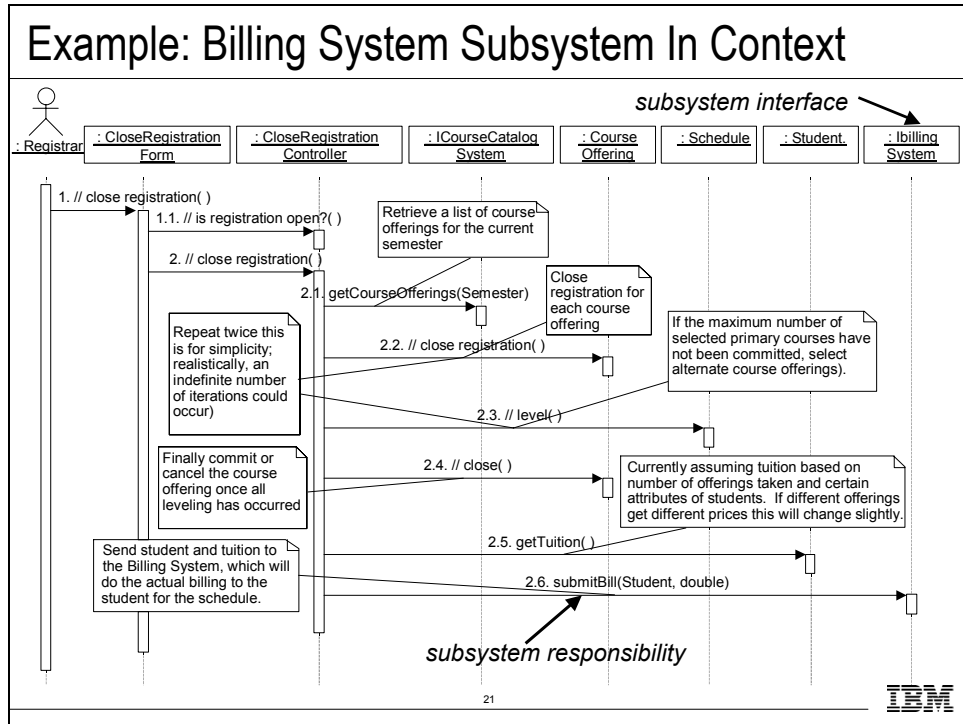 Example: Billing System Subsystem In Context
subsystem interface
: Registrar
: CloseRegistration
Form
: CloseRegistration
Controller
: ICourseCatalog
System
: Course
Offering
: Schedule
: Student.
: Ibilling
System
1. // close registration( )
1.1. // is registration open?( )
Retrieve a list of course
offerings for the current
semester
2. // close registration( )
2.1. getCourseOfferings(Semester)
Close
registration for
each course
offering
Repeat twice this
is for simplicity;
realistically, an
indefinite number
of iterations could
occur)
2.2. // close registration( )
If the maximum number of
selected primary courses have
not been committed, select
alternate course offerings).
2.3. // level( )
Finally commit or
cancel the course
offering once all
leveling has occurred
2.4. // close( )
Currently assuming tuition based on
number of offerings taken and certain
attributes of students.  If different offerings
get different prices this will change slightly.
2.5. getTuition( )
Send student and tuition to
the Billing System, which will
do the actual billing to the
student for the schedule.
2.6. submitBill(Student, double)
subsystem responsibility
21
IBM